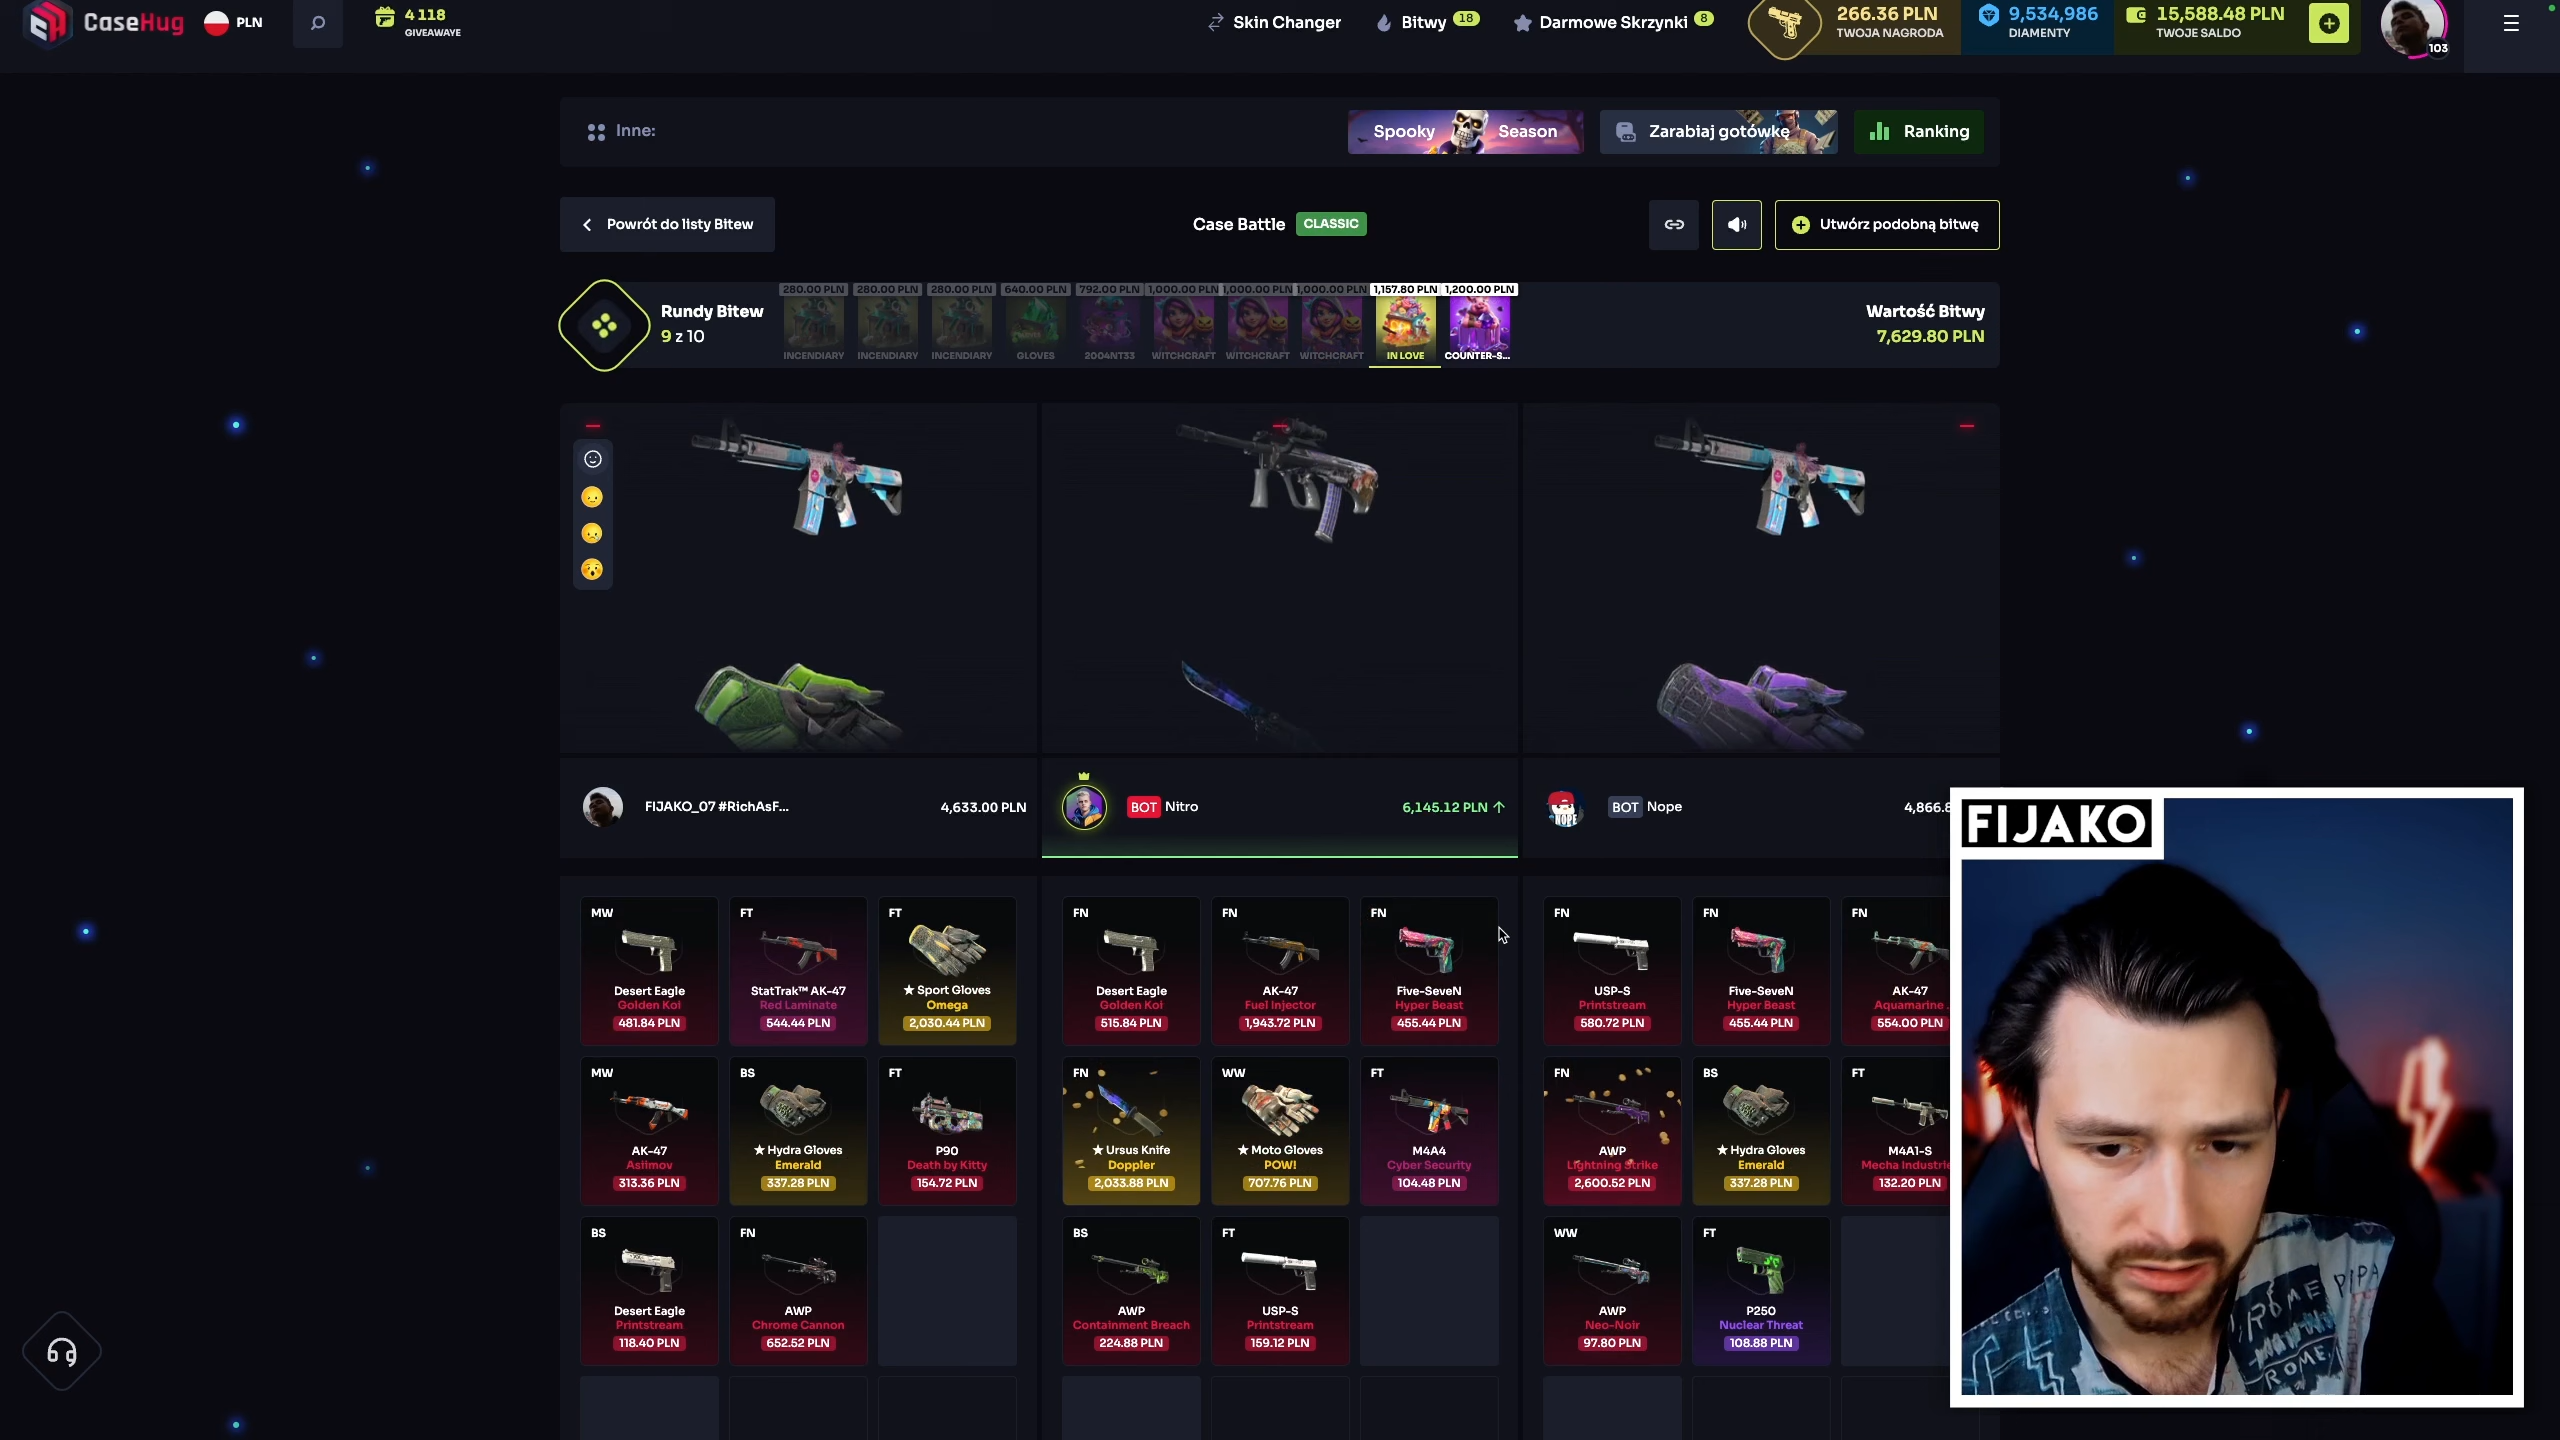 CaseHug
PLN
4 118
GIVEAWAYE
Skin Changer
Bitwy 18
Darmowe Skrzynki 8
266.36 PLN
TWOJA NAGRODA
9,534,986
DIAMENTY
15,588.48 PLN
TWOJE SALDO
103
Inne:
Spooky Season
Zarabiaj gotówkę
Ranking
Powrót do listy Bitew
Case Battle CLASSIC
Utwórz podobną bitwę
Rundy Bitew
9 z 10
280.00 PLN
INCENDIARY
280.00 PLN
INCENDIARY
280.00 PLN
INCENDIARY
640.00 PLN
GLOVES
792.00 PLN
2004NT33
1,000.00 PLN
WITCHCRAFT
1,000.00 PLN
WITCHCRAFT
1,000.00 PLN
WITCHCRAFT
1,157.80 PLN
IN LOVE
1,200.00 PLN
COUNTER-S...
Wartość Bitwy
7,629.80 PLN
FIJAKO_07 #RichAsF...
4,633.00 PLN
BOT Nitro
6,145.12 PLN
NOPE
BOT Nope
4,866.8
MW
Desert Eagle
Golden Koi
481.84 PLN
FT
StatTrak™ AK-47
Red Laminate
544.44 PLN
FT
★ Sport Gloves
Omega
2,030.44 PLN
MW
AK-47
Asiimov
313.36 PLN
BS
★ Hydra Gloves
Emerald
337.28 PLN
FT
P90
Death by Kitty
154.72 PLN
BS
Desert Eagle
Printstream
118.40 PLN
FN
AWP
Chrome Cannon
652.52 PLN
FN
Desert Eagle
Golden Koi
515.84 PLN
FN
AK-47
Fuel Injector
1,943.72 PLN
FN
Five-SeveN
Hyper Beast
455.44 PLN
FN
★ Ursus Knife
Doppler
2,033.88 PLN
WW
★ Moto Gloves
POW!
707.76 PLN
FT
M4A4
Cyber Security
104.48 PLN
BS
AWP
Containment Breach
224.88 PLN
FT
USP-S
Printstream
159.12 PLN
FN
USP-S
Printstream
580.72 PLN
FN
Five-SeveN
Hyper Beast
455.44 PLN
FN
AK-47
Aquamarine .
554.00 PLN
FN
AWP
Lightning Strike
2,600.52 PLN
BS
★ Hydra Gloves
Emerald
337.28 PLN
FT
M4A1-S
Mecha Industrie
132.20 PLN
WW
AWP
Neo-Noir
97.80 PLN
FT
P250
Nuclear Threat
108.88 PLN
FIJAKO
ROME
ROME